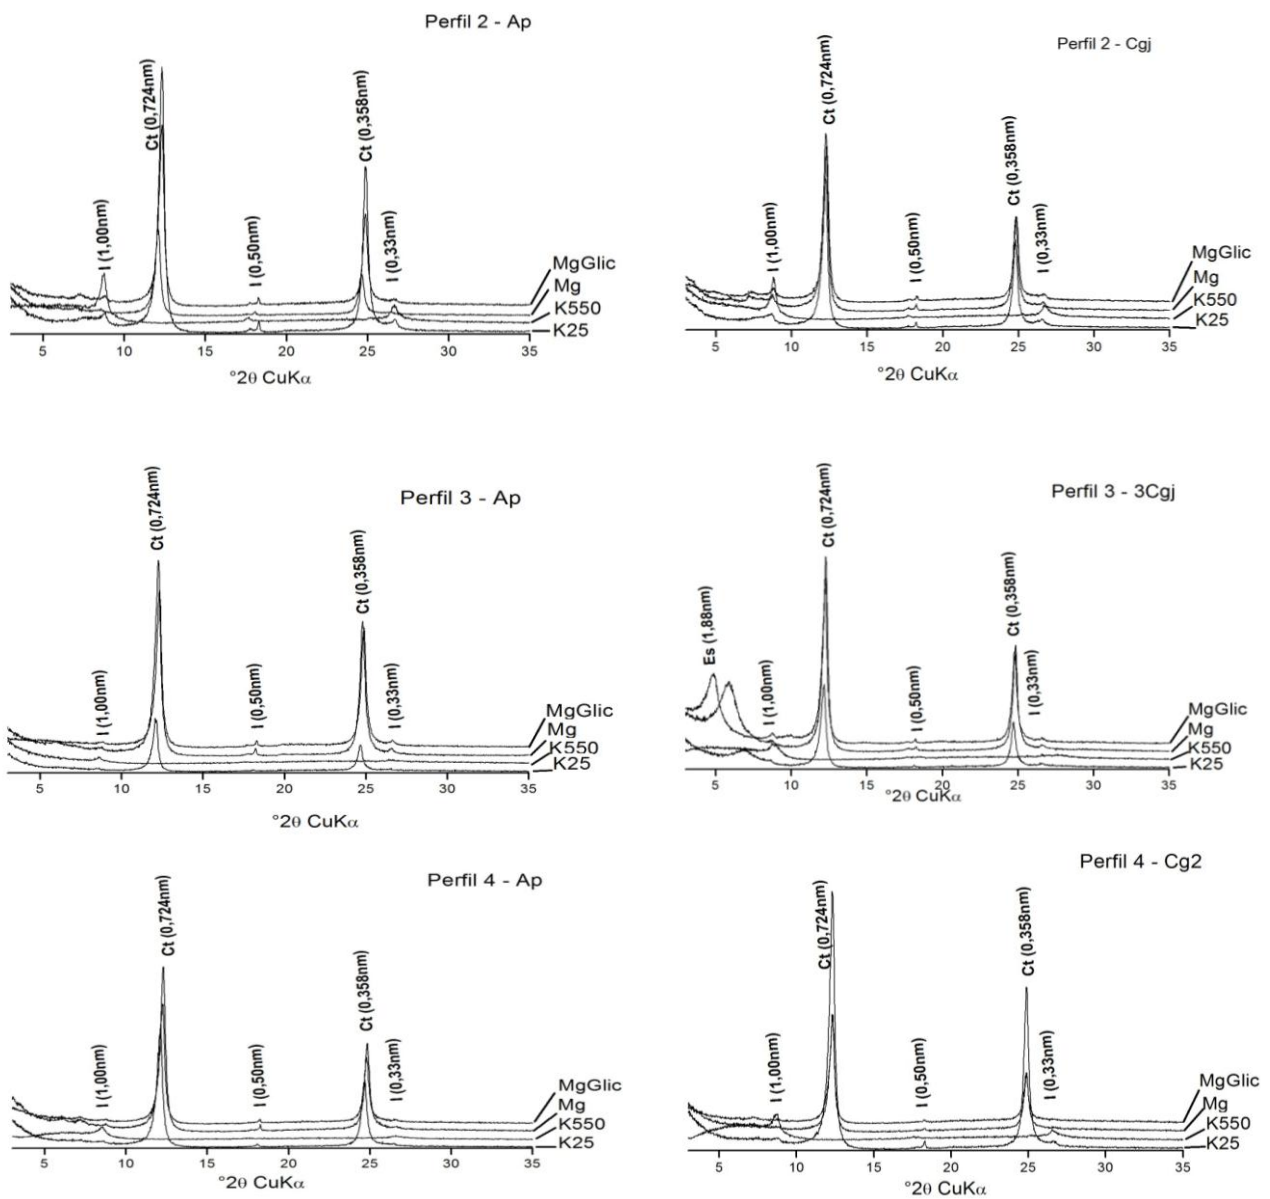 Perfil 2 - Ap
Ct (0,724nm)
Ct (0,358nm)
I (1,00nm)
I (0,50nm)
I (0,33nm)
MgGlic
Mg
K550
K25
5 10 15 20 25 30 35
°2θ CuKα
Perfil 2 - Cgj
Ct (0,724nm)
Ct (0,358nm)
I (1,00nm)
I (0,50nm)
I (0,33nm)
MgGlic
Mg
K550
K25
5 10 15 20 25 30 35
°2θ CuKα
Perfil 3 - Ap
Ct (0,724nm)
Ct (0,358nm)
I (1,00nm)
I (0,50nm)
I (0,33nm)
MgGlic
Mg
K550
K25
5 10 15 20 25 30 35
°2θ CuKα
Perfil 3 - 3Cgj
Ct (0,724nm)
Ct (0,358nm)
Es (1,88nm)
I (1,00nm)
I (0,50nm)
I (0,33nm)
MgGlic
Mg
K550
K25
5 10 15 20 25 30 35
°2θ CuKα
Perfil 4 - Ap
Ct (0,724nm)
Ct (0,358nm)
I (1,00nm)
I (0,50nm)
I (0,33nm)
MgGlic
Mg
K550
K25
5 10 15 20 25 30 35
°2θ CuKα
Perfil 4 - Cg2
Ct (0,724nm)
Ct (0,358nm)
I (1,00nm)
I (0,50nm)
I (0,33nm)
MgGlic
Mg
K550
K25
5 10 15 20 25 30 35
°2θ CuKα